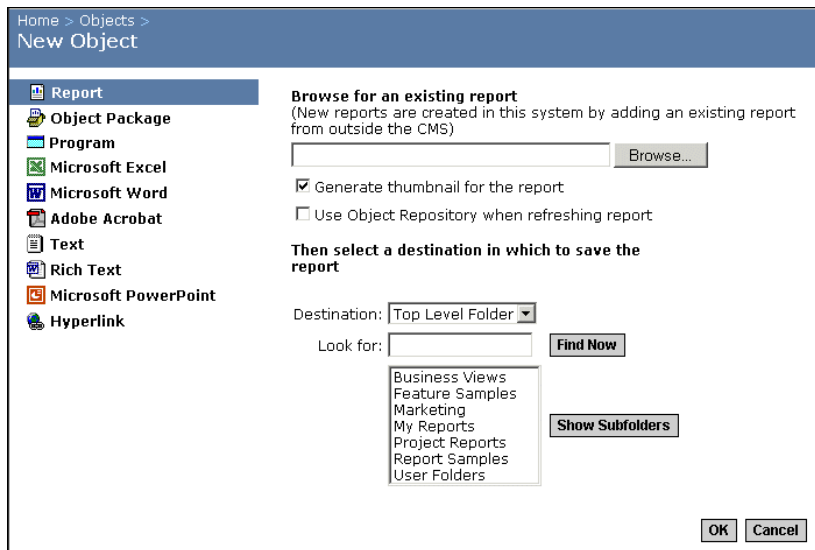 Home > Objects >
New Object
Report
Object Package
Program
Microsoft Excel
Microsoft Word
Adobe Acrobat
Text
Rich Text
Microsoft PowerPoint
Hyperlink
Browse for an existing report
(New reports are created in this system by adding an existing report
from outside the CMS)
Browse...
Generate thumbnail for the report
Use Object Repository when refreshing report
Then select a destination in which to save the
report
Destination: Top Level Folder
Look for: Find Now
Business Views
Feature Samples
Marketing
My Reports
Project Reports
Report Samples
User Folders
Show Subfolders
OK Cancel